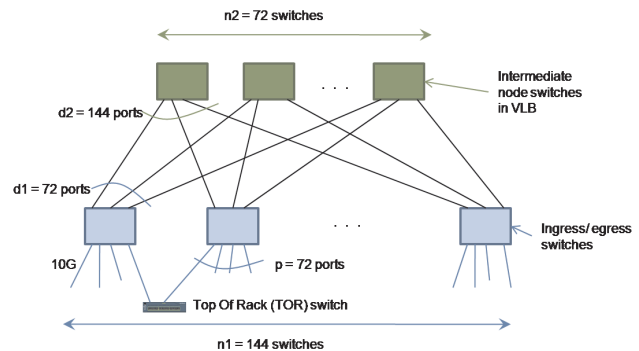 n2 = 72 switches
Intermediate
node switches
in VLB
d2 = 144 ports
. . .
d1 = 72 ports
. . .
Ingress/egress
switches
10G
p = 72 ports
Top Of Rack (TOR) switch
n1 = 144 switches